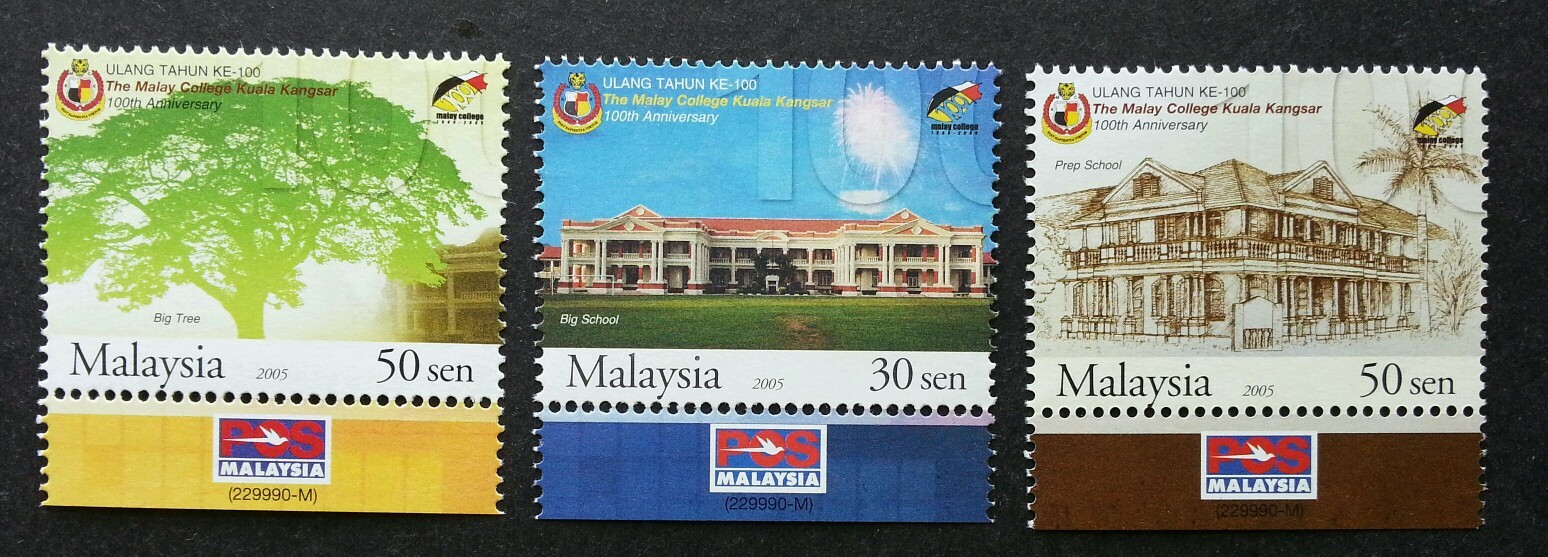 ULANG TAHUN KE-100
The Malay College Kuala Kangsar
100th Anniversary
malay college
Big Tree
Malaysia 2005 50 sen
POS
MALAYSIA
(229990-M)
ULANG TAHUN KE-100
The Malay College Kuala Kangsar
100th Anniversary
100
malay college
1905-2005
Big School
Malaysia 2005 30 sen
POS
MALAYSIA
(229990-M)
ULANG TAHUN KE-100
The Malay College Kuala Kangsar
100th Anniversary
malay college
Prep School
Malaysia 2005 50 sen
POS
MALAYSIA
(229990-M)